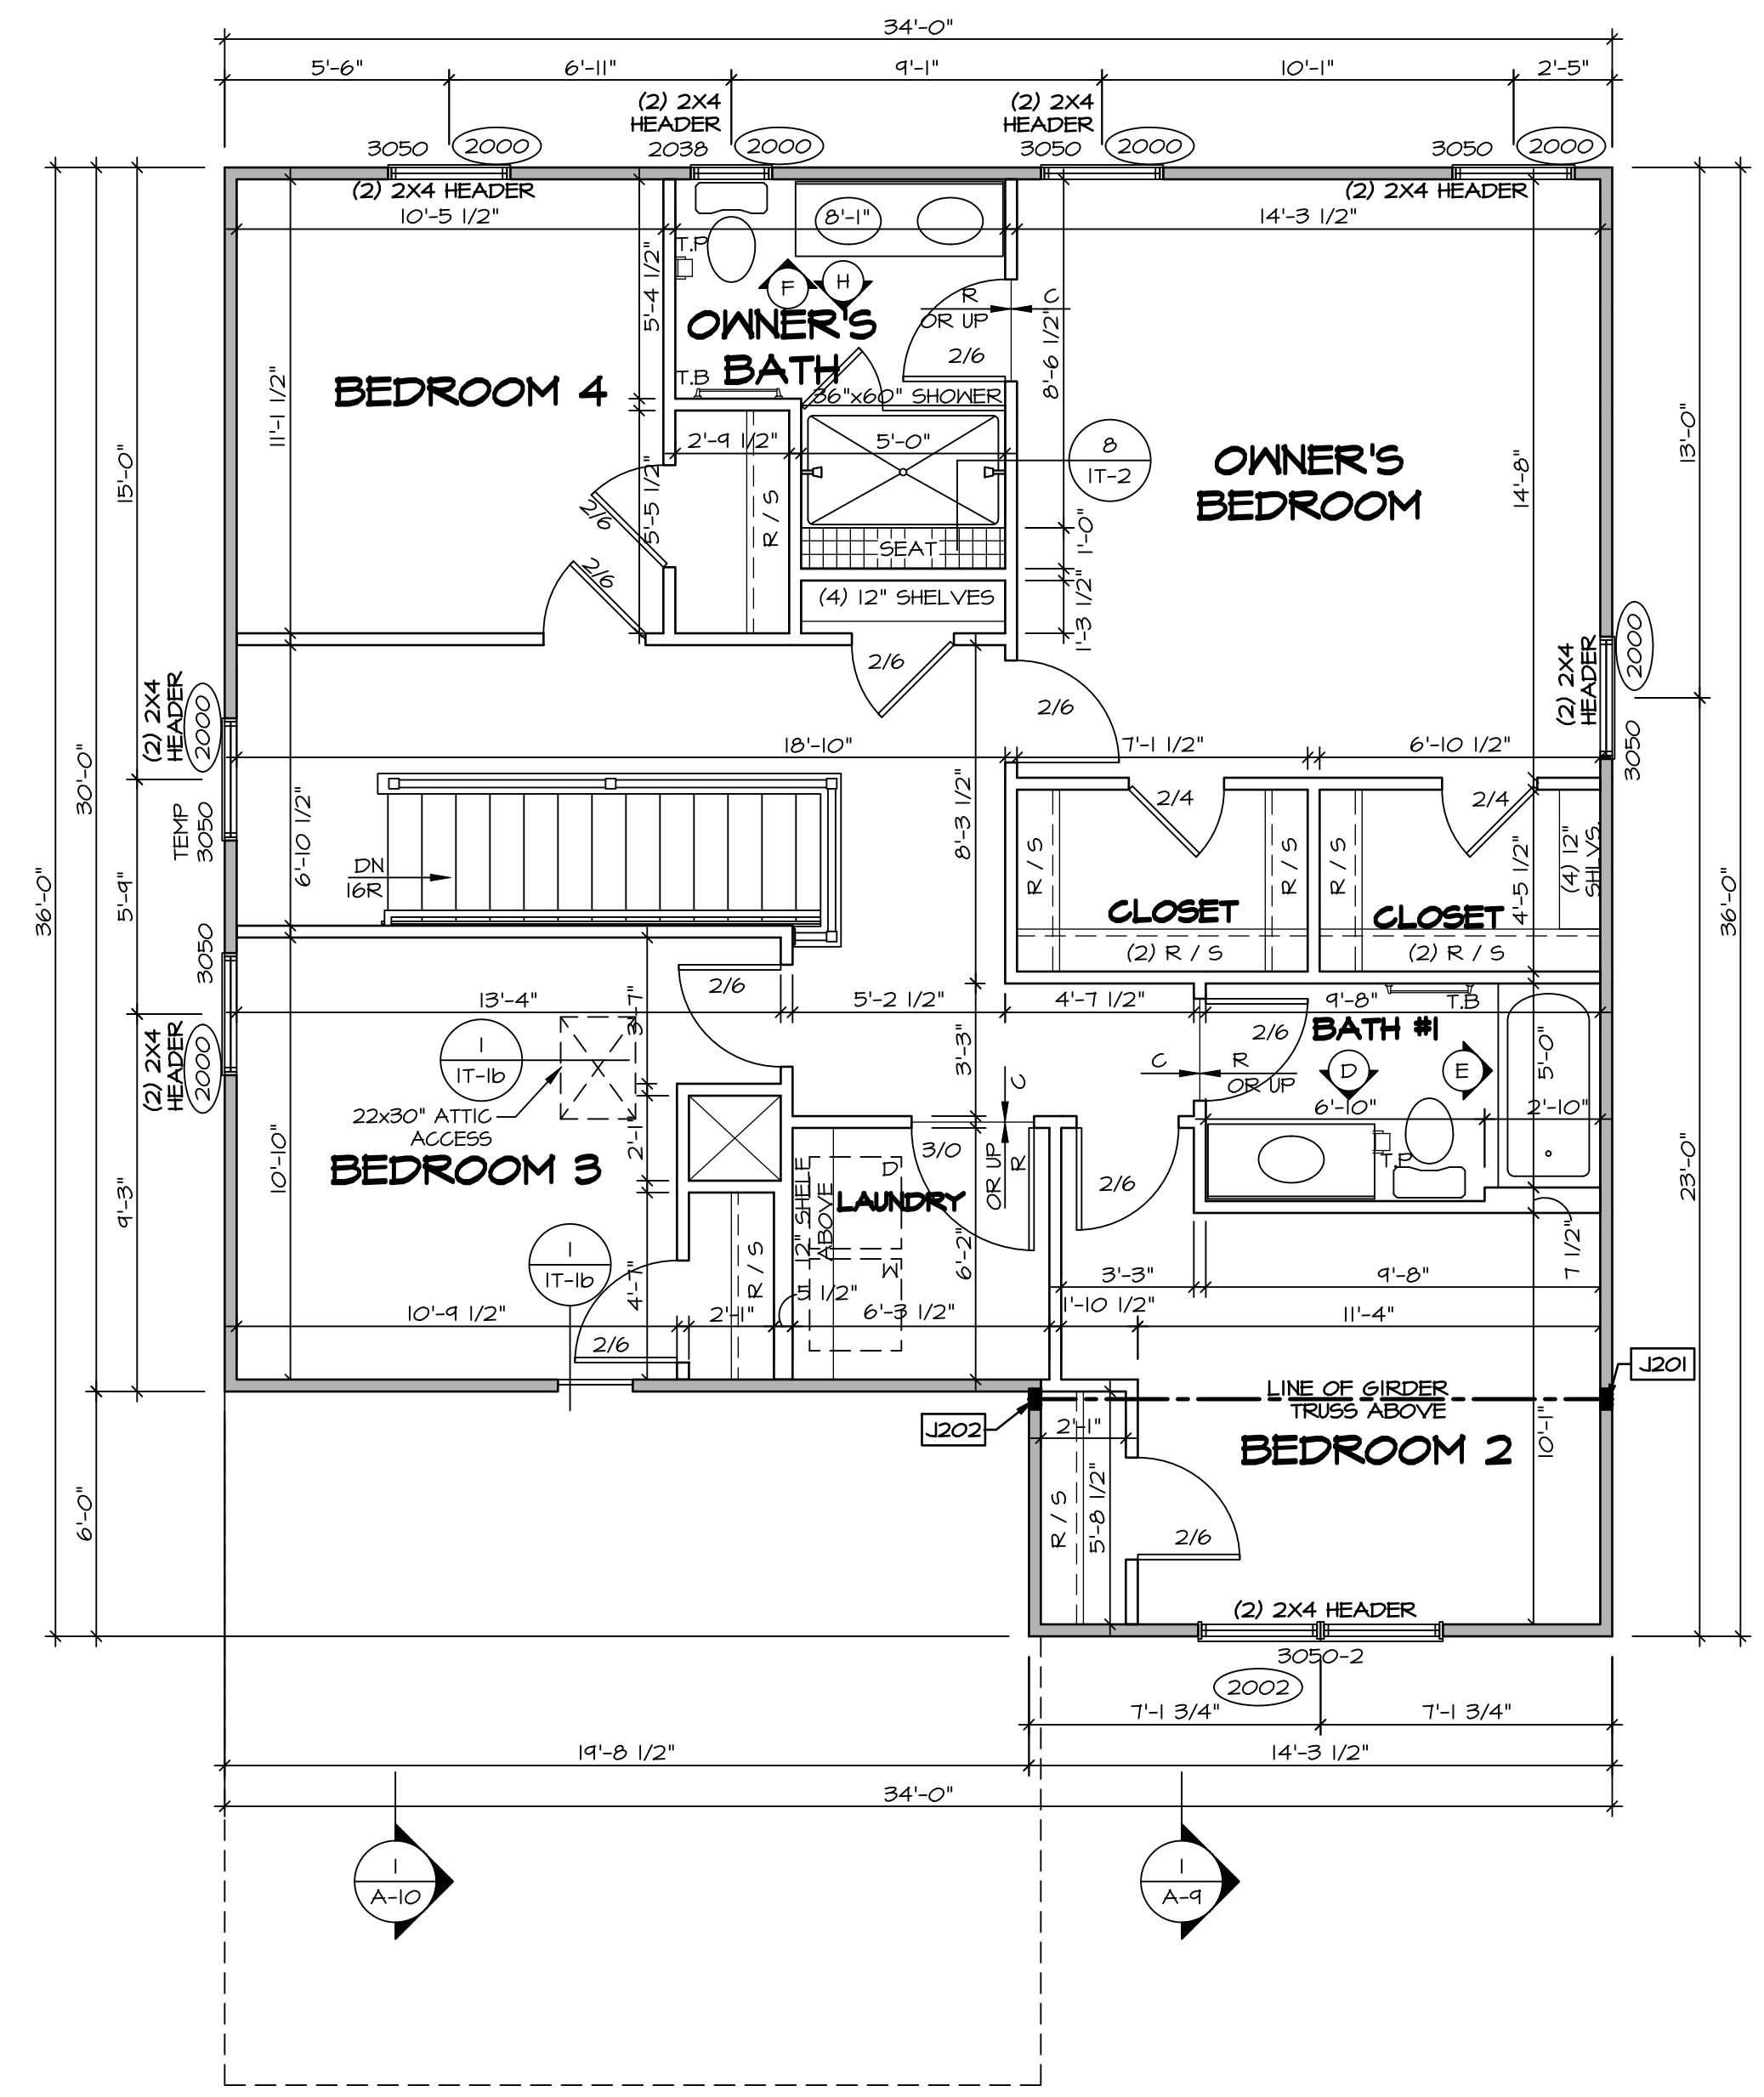 34'-0"
5'-6"
6'-11"
9'-1"
10'-1"
2'-5"
(2) 2X4
HEADER
(2) 2X4
HEADER
3050
2000
2038
2000
3050
2000
3050
2000
(2) 2X4 HEADER
(2) 2X4 HEADER
10'-5 1/2"
8'-1"
14'-3 1/2"
T.P
5'-4 1/2"
F
H
R
C
OR UP
OWNER'S
BATH
2/6
8'-6 1/2"
T.B
BEDROOM 4
11'-1 1/2"
36"x60" SHOWER
2'-9 1/2"
5'-0"
8
1T-2
OWNER'S
BEDROOM
14'-8"
13'-0"
15'-0"
2/6
5'-5 1/2"
R / S
SEAT
1'-0"
2/6
(4) 12" SHELVES
1'-3 1/2"
2/6
2/6
(2) 2X4
HEADER
2000
3050
(2) 2X4
HEADER
2000
18'-10"
7'-1 1/2"
6'-10 1/2"
30'-0"
TEMP
3050
6'-10 1/2"
8'-3 1/2"
2/4
2/4
DN
16R
R / S
R / S
R / S
4'-5 1/2"
(4) 12"
SHLVS.
CLOSET
CLOSET
(2) R / S
(2) R / S
36'-0"
5'-9"
36'-0"
3050
2/6
13'-4"
3'-7"
5'-2 1/2"
4'-7 1/2"
9'-8"
T.B
BATH #1
2/6
1
1T-1b
3'-3"
C
R
OR UP
D
E
5'-0"
(2) 2X4
HEADER
2000
22x30" ATTIC
ACCESS
C
6'-10"
2'-10"
BEDROOM 3
10'-10"
2'-1"
3/0
OR UP
R
T.P
2/6
D
12" SHELF
ABOVE
LAUNDRY
9'-3"
23'-0"
1
1T-1b
4'-7"
R / S
W
6'-2"
7 1/2"
3'-3"
9'-8"
5 1/2"
10'-9 1/2"
2'-1"
6'-3 1/2"
1'-10 1/2"
11'-4"
2/6
J201
LINE OF GIRDER
TRUSS ABOVE
J202
2'-1"
BEDROOM 2
10'-1"
6'-0"
R / S
5'-8 1/2"
2/6
(2) 2X4 HEADER
3050-2
2002
7'-1 3/4"
7'-1 3/4"
19'-8 1/2"
14'-3 1/2"
34'-0"
1
A-10
1
A-9